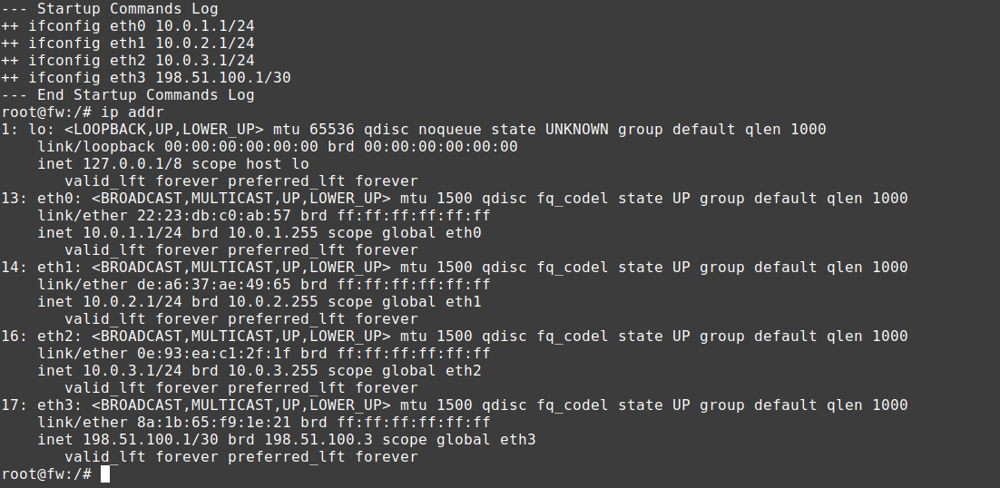 --- Startup Commands Log
++ ifconfig eth0 10.0.1.1/24
++ ifconfig eth1 10.0.2.1/24
++ ifconfig eth2 10.0.3.1/24
++ ifconfig eth3 198.51.100.1/30
--- End Startup Commands Log
root@fw:/# ip addr
1: lo: <LOOPBACK,UP,LOWER_UP> mtu 65536 qdisc noqueue state UNKNOWN group default qlen 1000
    link/loopback 00:00:00:00:00:00 brd 00:00:00:00:00:00
    inet 127.0.0.1/8 scope host lo
       valid_lft forever preferred_lft forever
13: eth0: <BROADCAST,MULTICAST,UP,LOWER_UP> mtu 1500 qdisc fq_codel state UP group default qlen 1000
    link/ether 22:23:db:c0:ab:57 brd ff:ff:ff:ff:ff:ff
    inet 10.0.1.1/24 brd 10.0.1.255 scope global eth0
       valid_lft forever preferred_lft forever
14: eth1: <BROADCAST,MULTICAST,UP,LOWER_UP> mtu 1500 qdisc fq_codel state UP group default qlen 1000
    link/ether de:a6:37:ae:49:65 brd ff:ff:ff:ff:ff:ff
    inet 10.0.2.1/24 brd 10.0.2.255 scope global eth1
       valid_lft forever preferred_lft forever
16: eth2: <BROADCAST,MULTICAST,UP,LOWER_UP> mtu 1500 qdisc fq_codel state UP group default qlen 1000
    link/ether 0e:93:ea:c1:2f:1f brd ff:ff:ff:ff:ff:ff
    inet 10.0.3.1/24 brd 10.0.3.255 scope global eth2
       valid_lft forever preferred_lft forever
17: eth3: <BROADCAST,MULTICAST,UP,LOWER_UP> mtu 1500 qdisc fq_codel state UP group default qlen 1000
    link/ether 8a:1b:65:f9:1e:21 brd ff:ff:ff:ff:ff:ff
    inet 198.51.100.1/30 brd 198.51.100.3 scope global eth3
       valid_lft forever preferred_lft forever
root@fw:/#